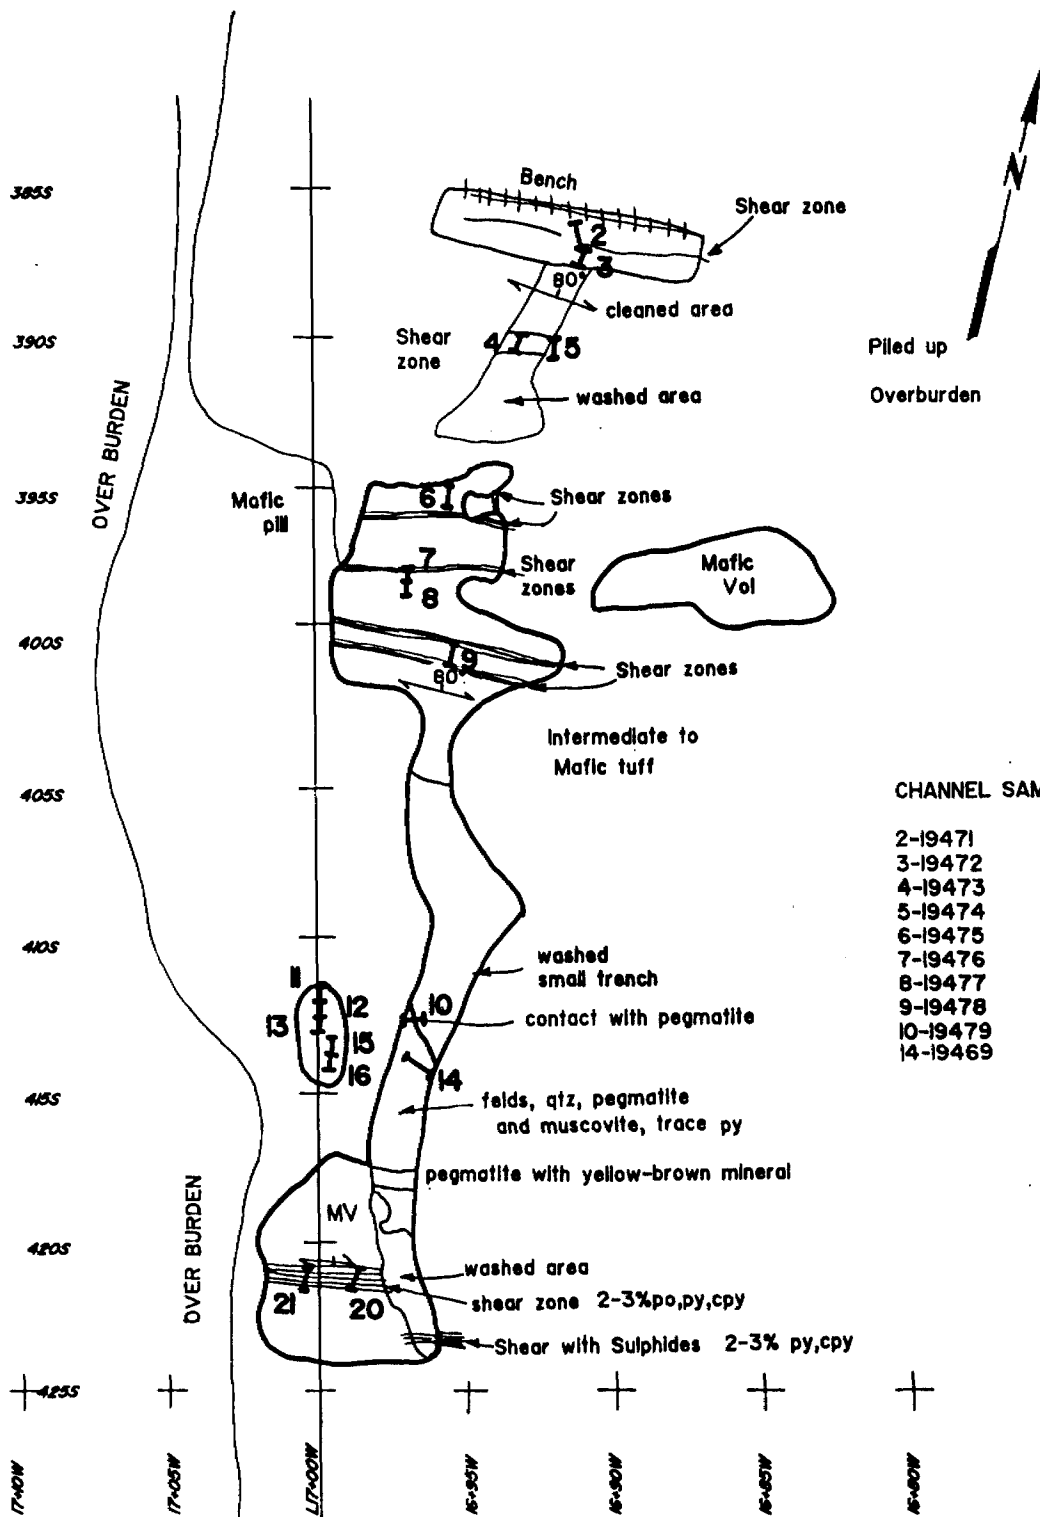 385S
Bench
Shear zone
N
2
3
80°
cleaned area
390S
Shear
zone
4
5
Piled up
Overburden
washed area
OVER BURDEN
395S
Mafic
pill
6
Shear zones
7
8
Shear
zones
Mafic
Vol
400S
9
80
Shear zones
Intermediate to
Mafic tuff
405S
CHANNEL SAM
2-19471
3-19472
4-19473
5-19474
6-19475
7-19476
8-19477
9-19478
10-19479
14-19469
410S
washed
small trench
11
12
13
15
16
10
contact with pegmatite
14
415S
felds, qtz, pegmatite
and muscovite, trace py
pegmatite with yellow-brown mineral
OVER BURDEN
MV
420S
washed area
21
20
shear zone 2-3%po,py,cpy
Shear with Sulphides 2-3% py,cpy
425S
17+10W
17+05W
L17+00W
16+95W
16+90W
16+85W
16+80W